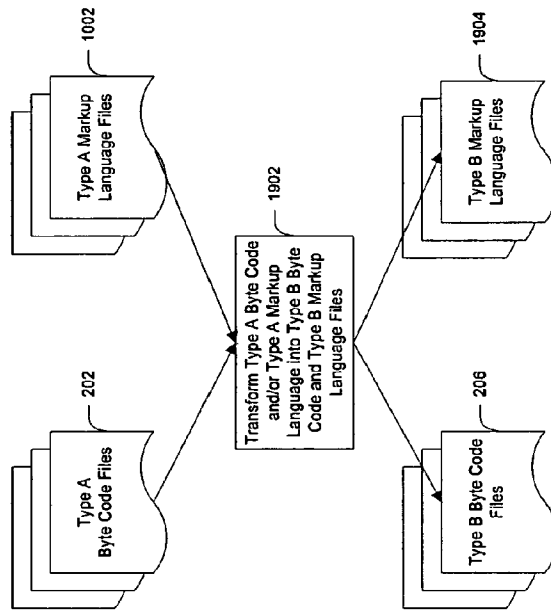 202
Type A
Byte Code Files
1002
Type A Markup
Language Files
1902
Transform Type A Byte Code
and/or Type A Markup
Language into Type B Byte
Code and Type B Markup
Language Files
206
Type B Byte Code
Files
1904
Type B Markup
Language Files